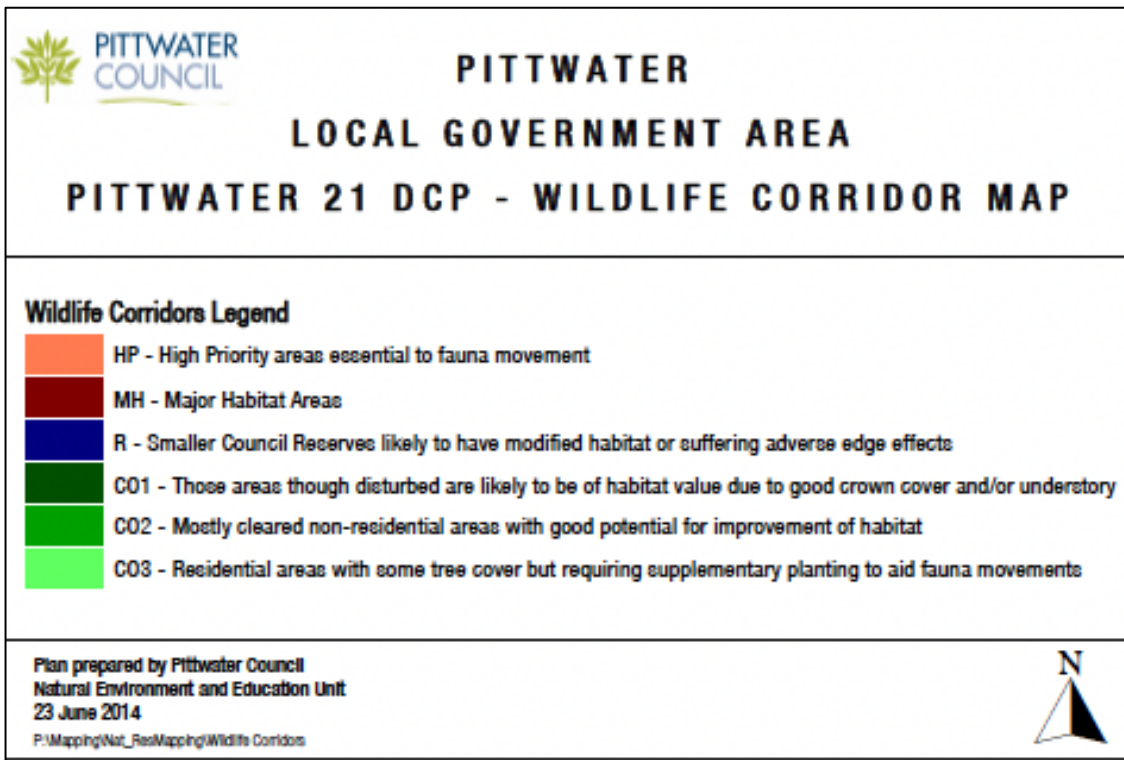 PITTWATER
COUNCIL
PITTWATER
LOCAL GOVERNMENT AREA
PITTWATER 21 DCP - WILDLIFE CORRIDOR MAP
Wildlife Corridors Legend
HP - High Priority areas essential to fauna movement
MH - Major Habitat Areas
R - Smaller Council Reserves likely to have modified habitat or suffering adverse edge effects
CO1 - Those areas though disturbed are likely to be of habitat value due to good crown cover and/or understory
CO2 - Mostly cleared non-residential areas with good potential for improvement of habitat
CO3 - Residential areas with some tree cover but requiring supplementary planting to aid fauna movements
Plan prepared by Pittwater Council
Natural Environment and Education Unit
23 June 2014
P:\Mapping\Nat_ResMapping\Wildlife Corridors
N